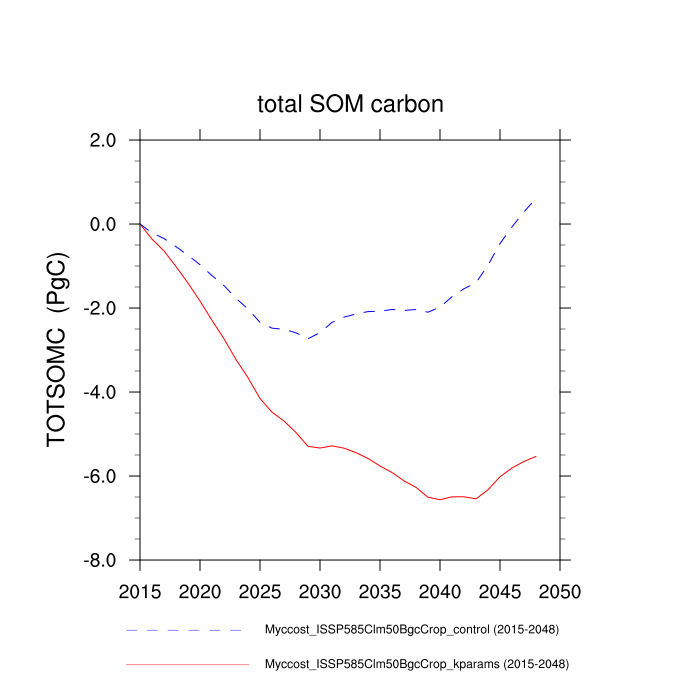 total SOM carbon
TOTSOMC (PgC)
2.0
0.0
-2.0
-4.0
-6.0
-8.0
2015 2020 2025 2030 2035 2040 2045 2050
Myccost_ISSP585Clm50BgcCrop_control (2015-2048)
Myccost_ISSP585Clm50BgcCrop_kparams (2015-2048)